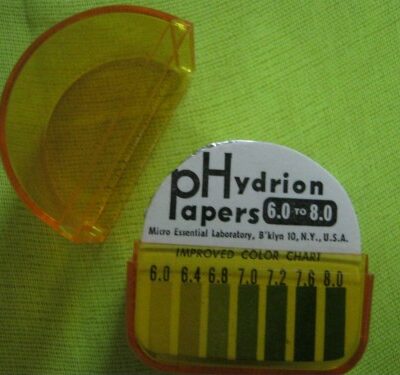 pHydrion
Papers 6.0 TO 8.0
Micro Essential Laboratory, B'klyn 10, N.Y., U.S.A.
IMPROVED COLOR CHART
6.0 6.4 6.8 7.0 7.2 7.6 8.0